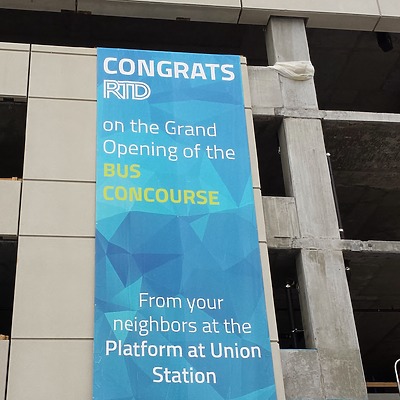 CONGRATS
RTD
on the Grand
Opening of the
BUS
CONCOURSE
From your
neighbors at the
Platform at Union
Station